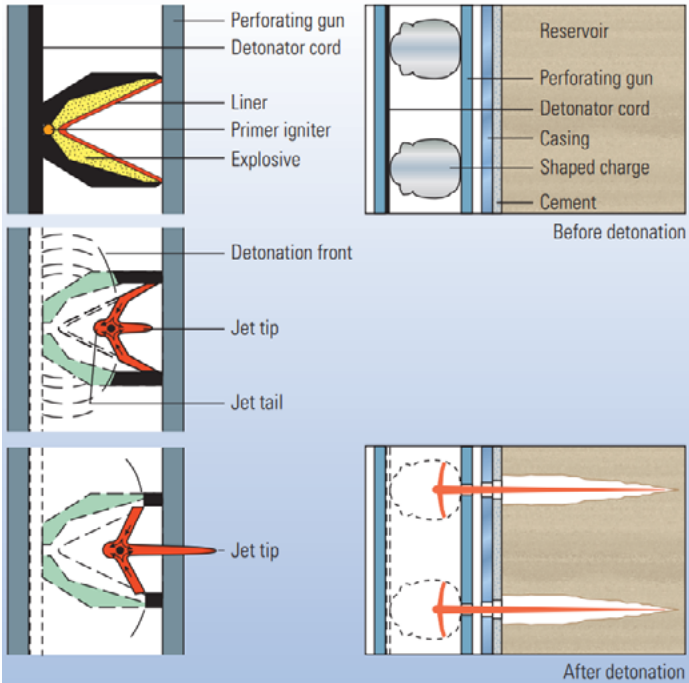 Perforating gun
Detonator cord
Liner
Primer igniter
Explosive
Detonation front
Jet tip
Jet tail
Jet tip
Reservoir
Perforating gun
Detonator cord
Casing
Shaped charge
Cement
Before detonation
After detonation